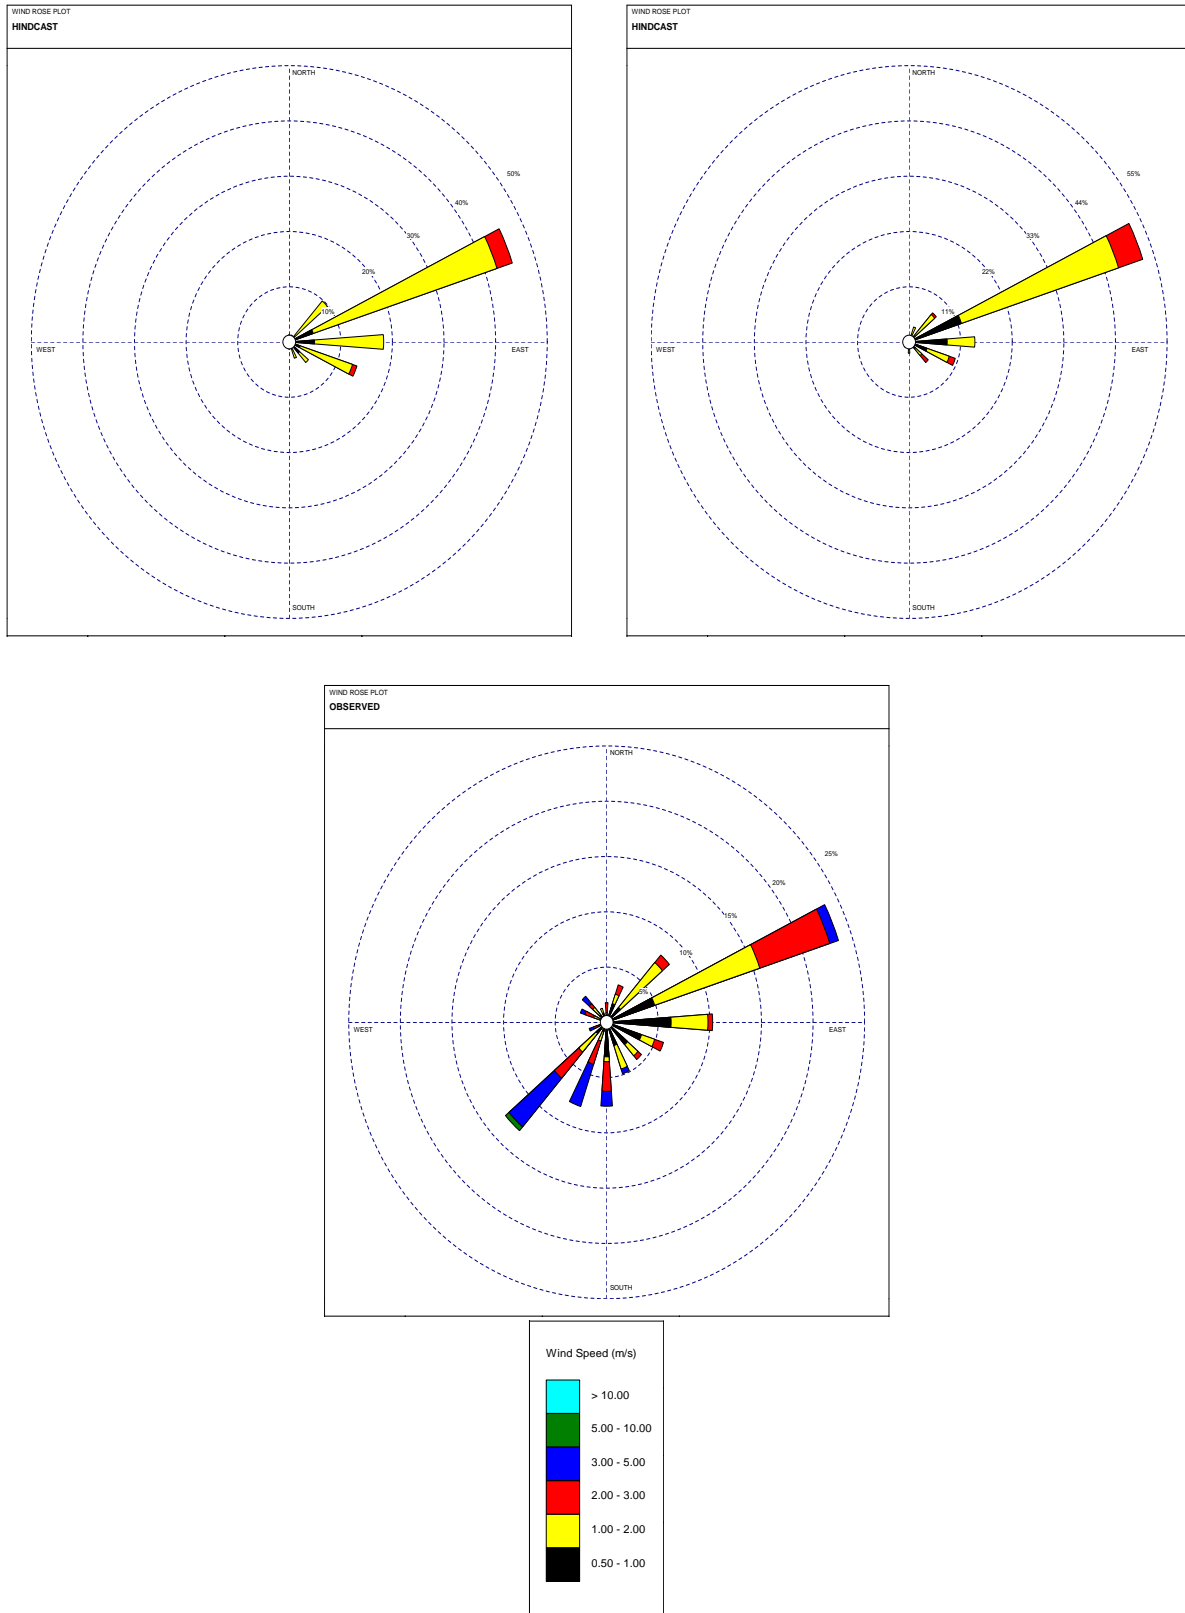 WIND ROSE PLOT
HINDCAST
NORTH
50%
40%
30%
20%
10%
WEST
EAST
SOUTH
WIND ROSE PLOT
HINDCAST
NORTH
55%
44%
33%
22%
11%
WEST
EAST
SOUTH
WIND ROSE PLOT
OBSERVED
NORTH
25%
20%
15%
10%
5%
WEST
EAST
SOUTH
Wind Speed (m/s)
> 10.00
5.00 - 10.00
3.00 - 5.00
2.00 - 3.00
1.00 - 2.00
0.50 - 1.00